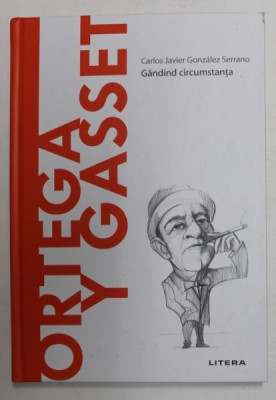 Carlos Javier González Serrano
Gândind circumstanța
ORTEGA
Y GASSET
LITERA